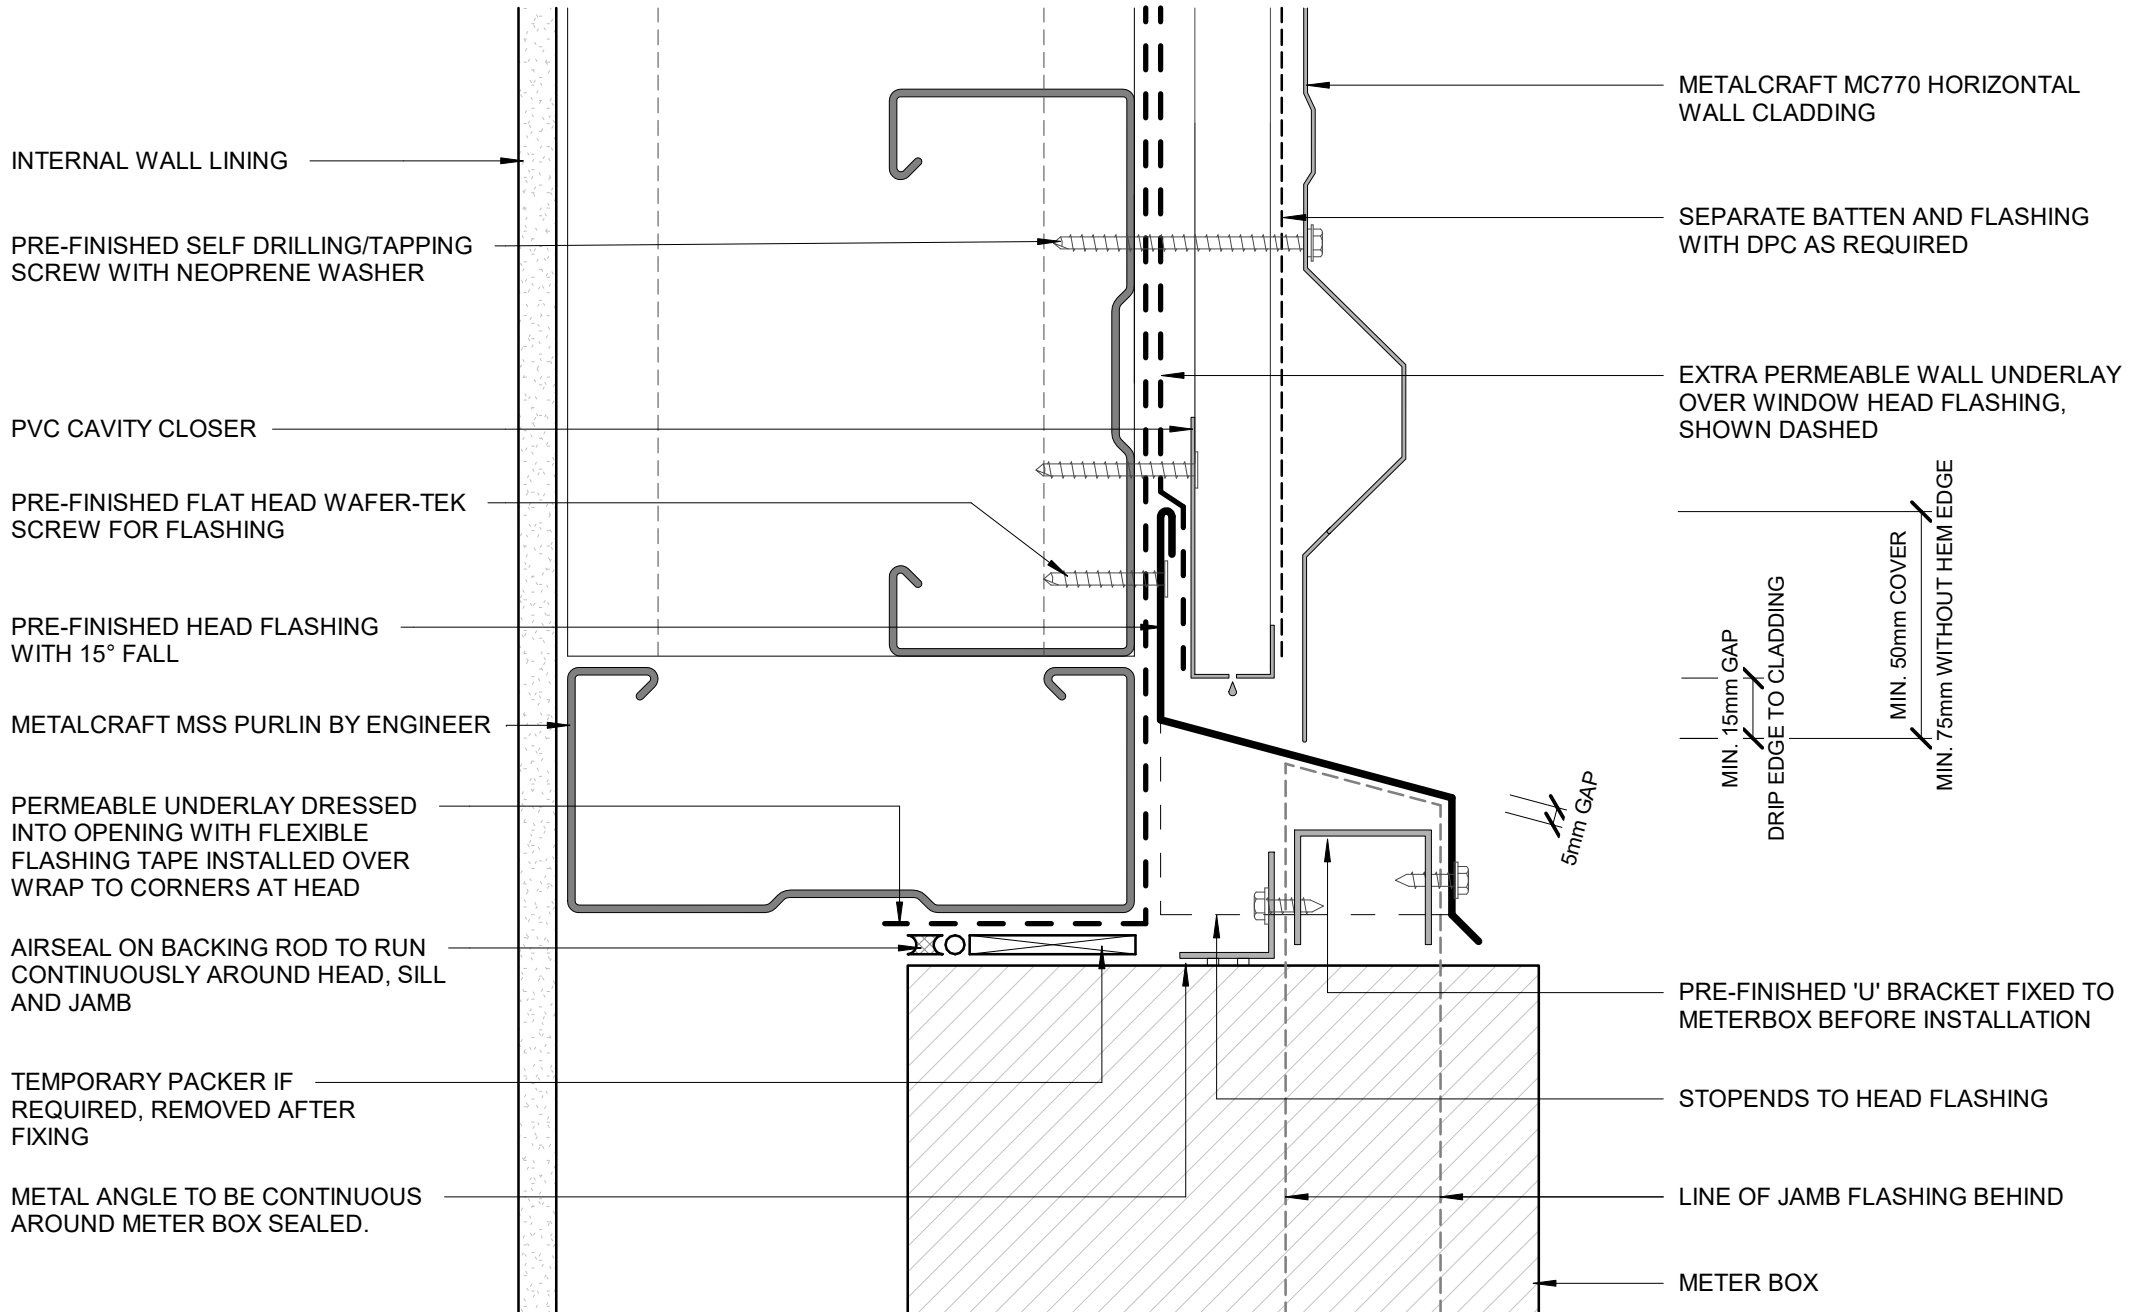 INTERNAL WALL LINING
PRE-FINISHED SELF DRILLING/TAPPING
SCREW WITH NEOPRENE WASHER
PVC CAVITY CLOSER
PRE-FINISHED FLAT HEAD WAFER-TEK
SCREW FOR FLASHING
PRE-FINISHED HEAD FLASHING
WITH 15° FALL
METALCRAFT MSS PURLIN BY ENGINEER
PERMEABLE UNDERLAY DRESSED
INTO OPENING WITH FLEXIBLE
FLASHING TAPE INSTALLED OVER
WRAP TO CORNERS AT HEAD
AIRSEAL ON BACKING ROD TO RUN
CONTINUOUSLY AROUND HEAD, SILL
AND JAMB
TEMPORARY PACKER IF
REQUIRED, REMOVED AFTER
FIXING
METAL ANGLE TO BE CONTINUOUS
AROUND METER BOX SEALED.
METALCRAFT MC770 HORIZONTAL
WALL CLADDING
SEPARATE BATTEN AND FLASHING
WITH DPC AS REQUIRED
EXTRA PERMEABLE WALL UNDERLAY
OVER WINDOW HEAD FLASHING,
SHOWN DASHED
5mm GAP
MIN. 15mm GAP
DRIP EDGE TO CLADDING
MIN. 50mm COVER
MIN. 75mm WITHOUT HEM EDGE
PRE-FINISHED 'U' BRACKET FIXED TO
METERBOX BEFORE INSTALLATION
STOPENDS TO HEAD FLASHING
LINE OF JAMB FLASHING BEHIND
METER BOX